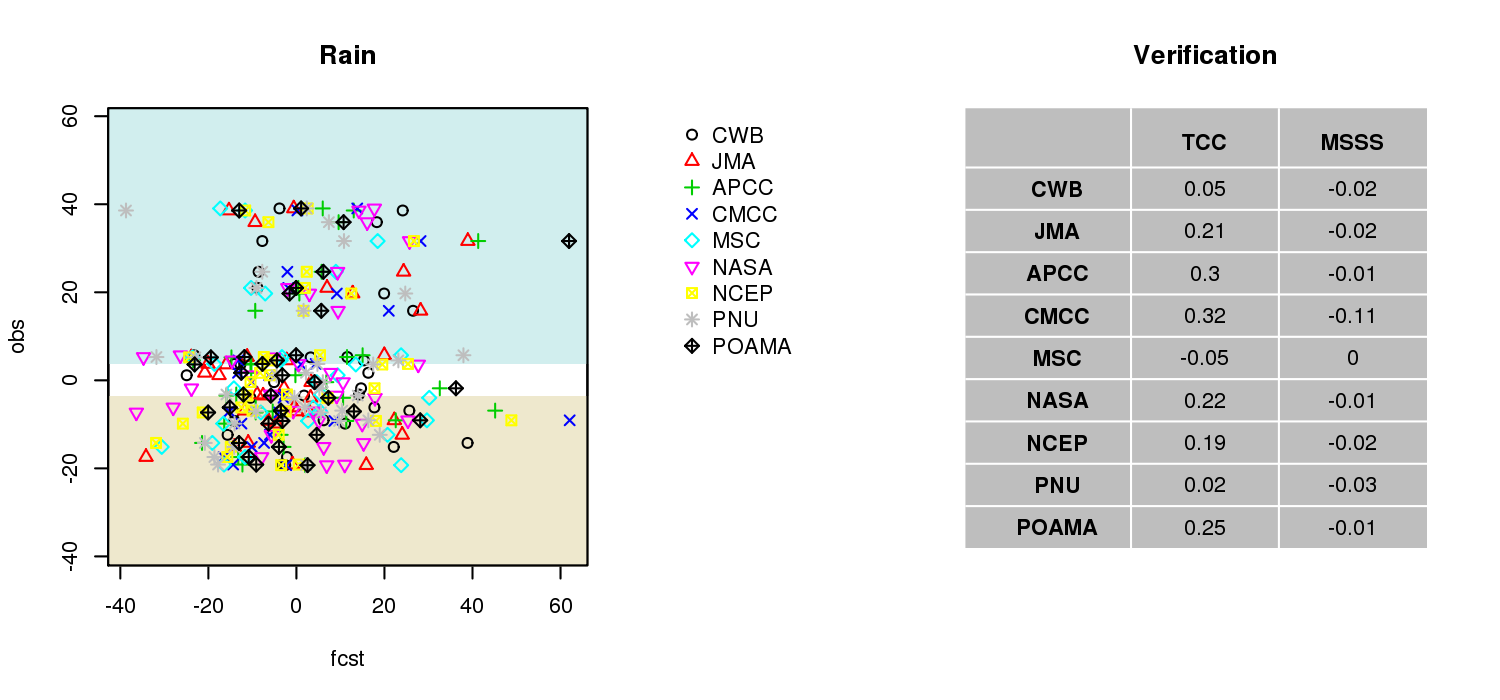 Rain
Verification
60
40
20
0
-20
-40
obs
-40 -20 0 20 40 60
fcst
CWB
JMA
APCC
CMCC
MSC
NASA
NCEP
PNU
POAMA
TCC MSSS
CWB 0.05 -0.02
JMA 0.21 -0.02
APCC 0.3 -0.01
CMCC 0.32 -0.11
MSC -0.05 0
NASA 0.22 -0.01
NCEP 0.19 -0.02
PNU 0.02 -0.03
POAMA 0.25 -0.01